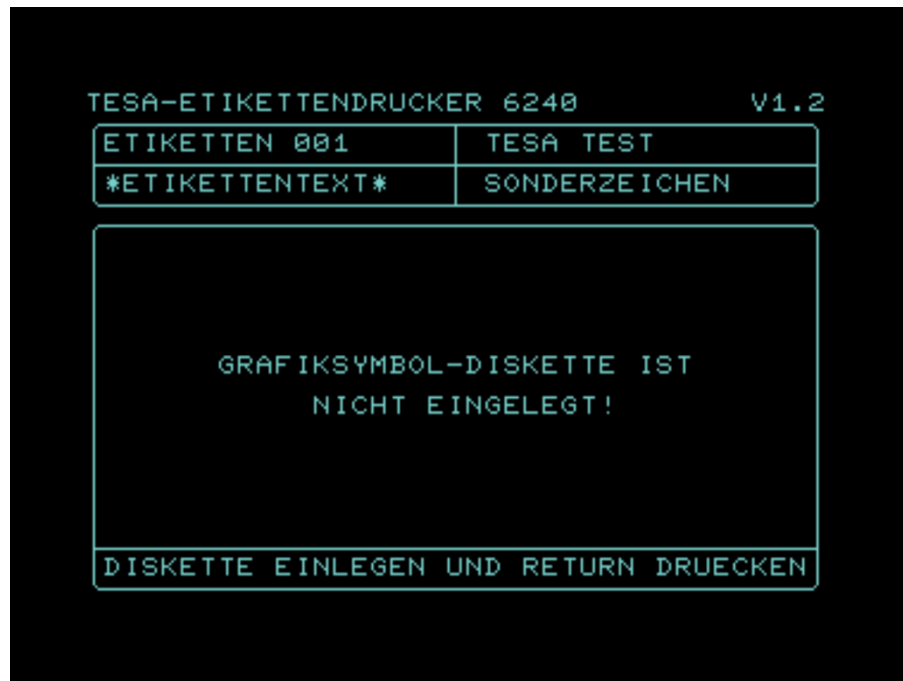 TESA-ETIKETTENDRUCKER 6240 V1.2
ETIKETTEN 001 TESA TEST
*ETIKETTENTEXT* SONDERZEICHEN
GRAFIKSYMBOL-DISKETTE IST
NICHT EINGELEGT!
DISKETTE EINLEGEN UND RETURN DRUECKEN